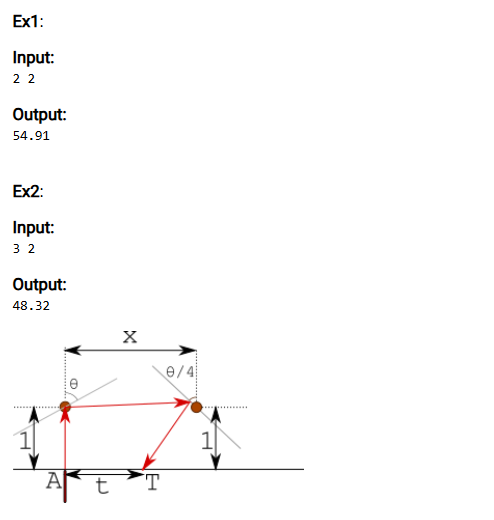 Ex1:
Input:
2 2
Output:
54.91
Ex2:
Input:
3 2
Output:
48.32
x
θ
θ/4
1
1
A
t
T